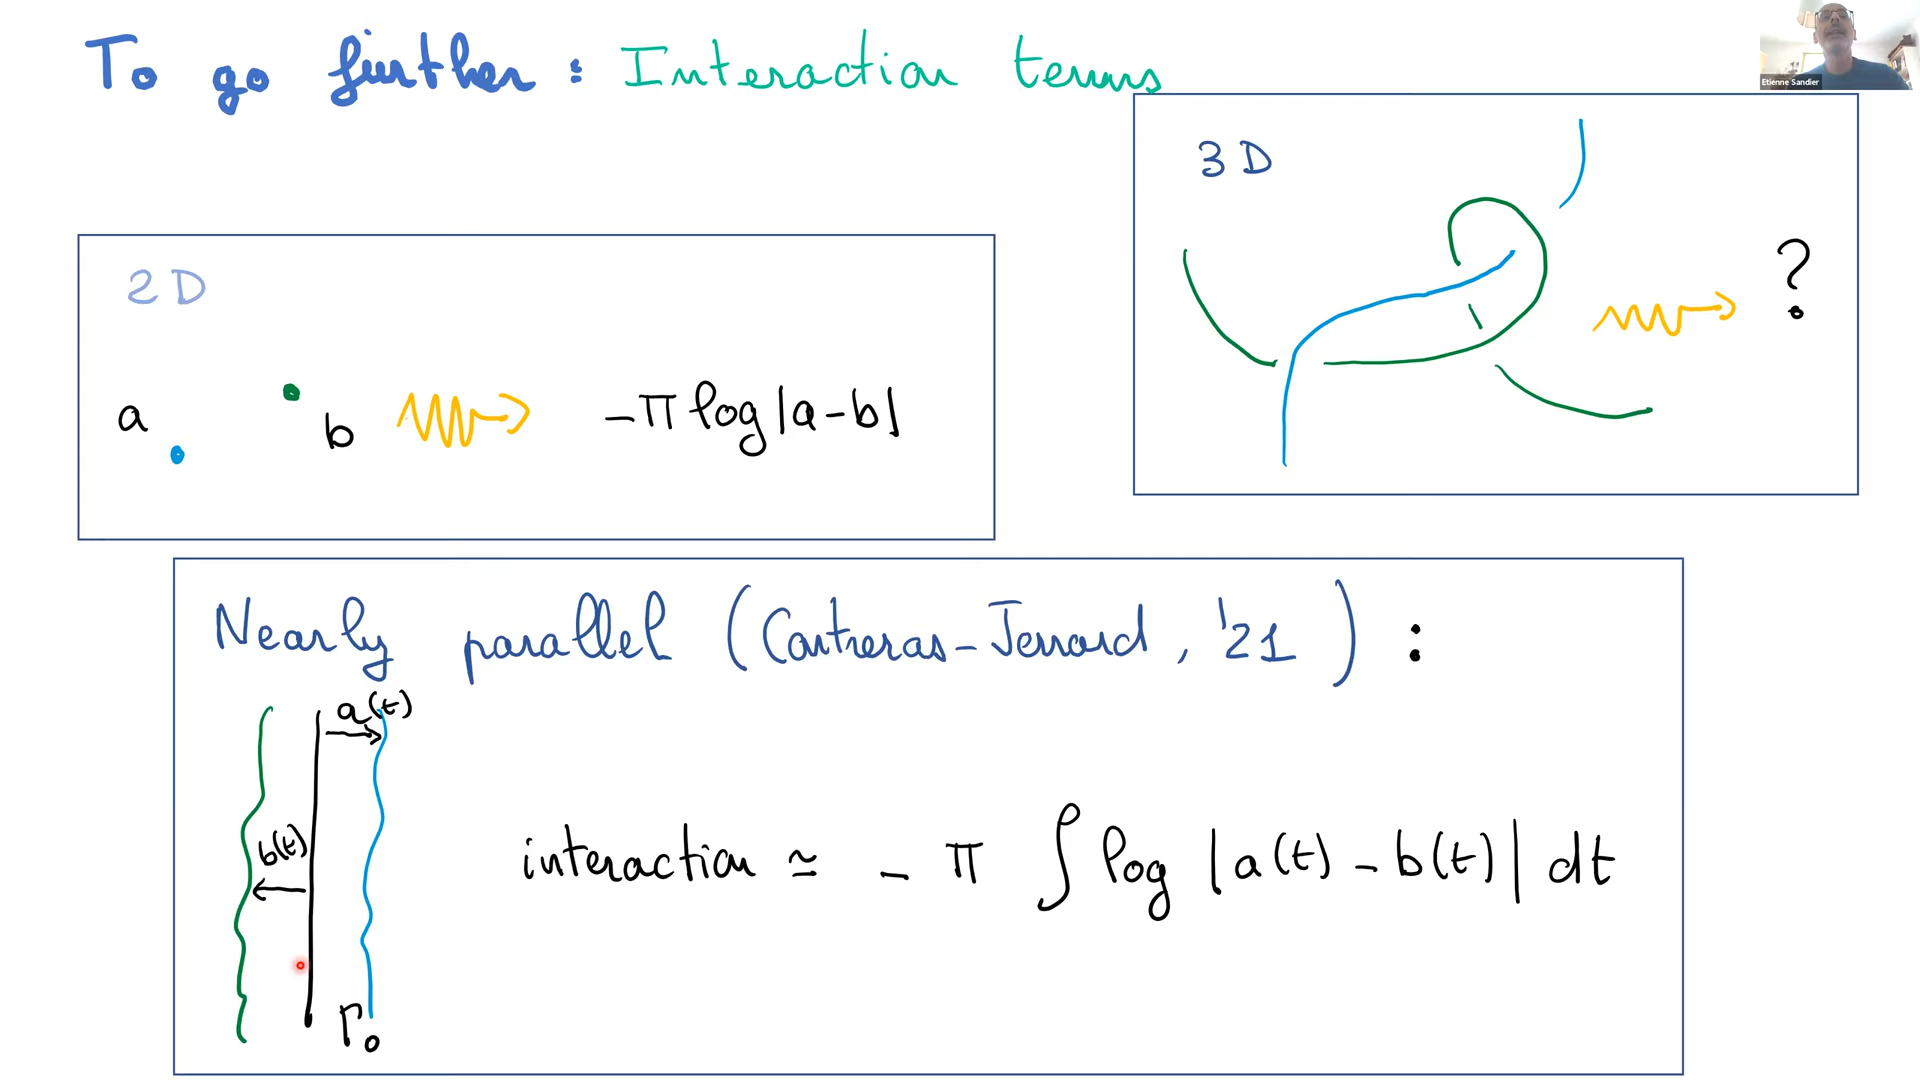 To go further : Interaction terms
Etienne Sandier
3D
?
2D
a b -π log|a-b|
Nearly parallel (Contreras-Jerrard, '21) :
a(t)
b(t)
interaction ≃ - π ∫ log |a(t) - b(t)| dt
Γ₀